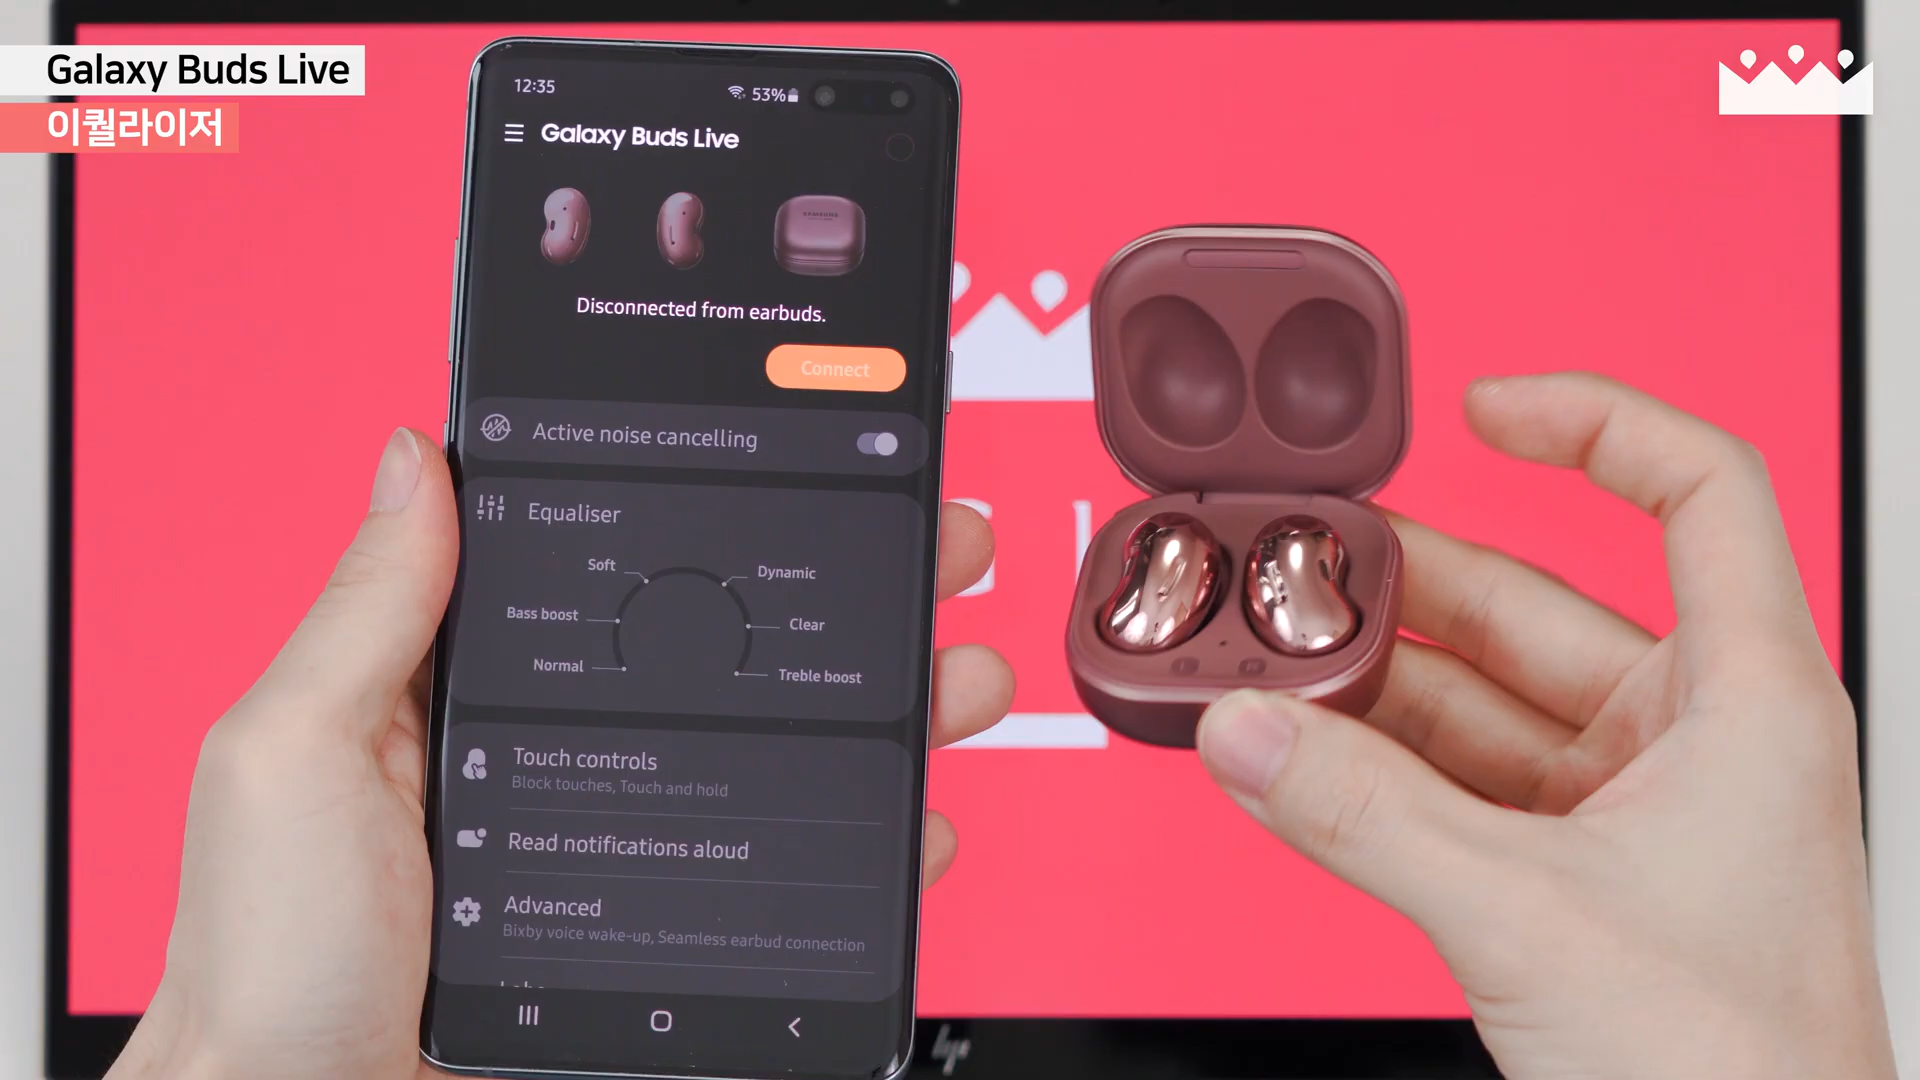 Galaxy Buds Live
이퀄라이저
12:35
53%
Galaxy Buds Live
SAMSUNG
Disconnected from earbuds.
Connect
Active noise cancelling
Equaliser
Soft
Dynamic
Bass boost
Clear
Normal
Treble boost
Touch controls
Block touches, Touch and hold
Read notifications aloud
Advanced
Bixby voice wake-up, Seamless earbud connection
hp